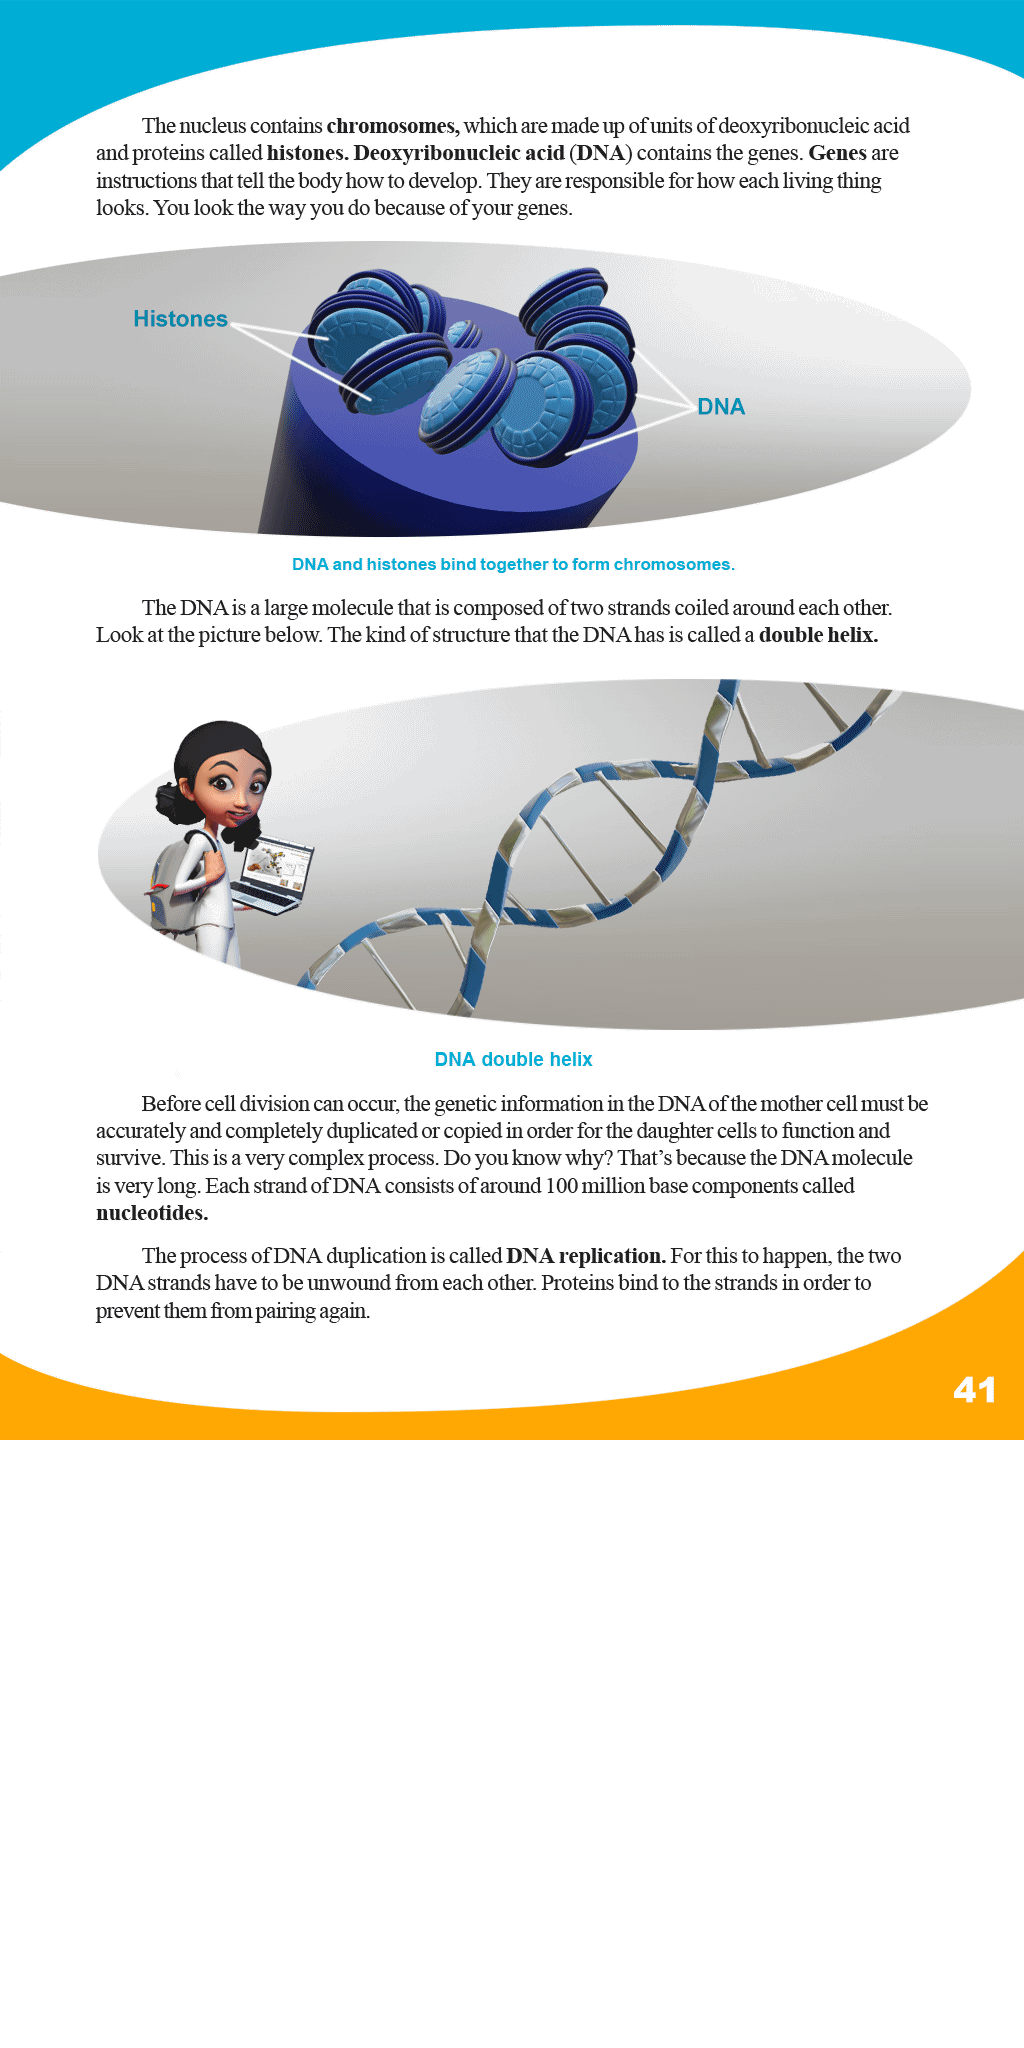 The nucleus contains chromosomes, which are made up of units of deoxyribonucleic acid
and proteins called histones. Deoxyribonucleic acid (DNA) contains the genes. Genes are
instructions that tell the body how to develop. They are responsible for how each living thing
looks. You look the way you do because of your genes.
Histones
DNA
DNA and histones bind together to form chromosomes.
The DNA is a large molecule that is composed of two strands coiled around each other.
Look at the picture below. The kind of structure that the DNA has is called a double helix.
DNA double helix
Before cell division can occur, the genetic information in the DNA of the mother cell must be
accurately and completely duplicated or copied in order for the daughter cells to function and
survive. This is a very complex process. Do you know why? That’s because the DNA molecule
is very long. Each strand of DNA consists of around 100 million base components called
nucleotides.
The process of DNA duplication is called DNA replication. For this to happen, the two
DNA strands have to be unwound from each other. Proteins bind to the strands in order to
prevent them from pairing again.
41